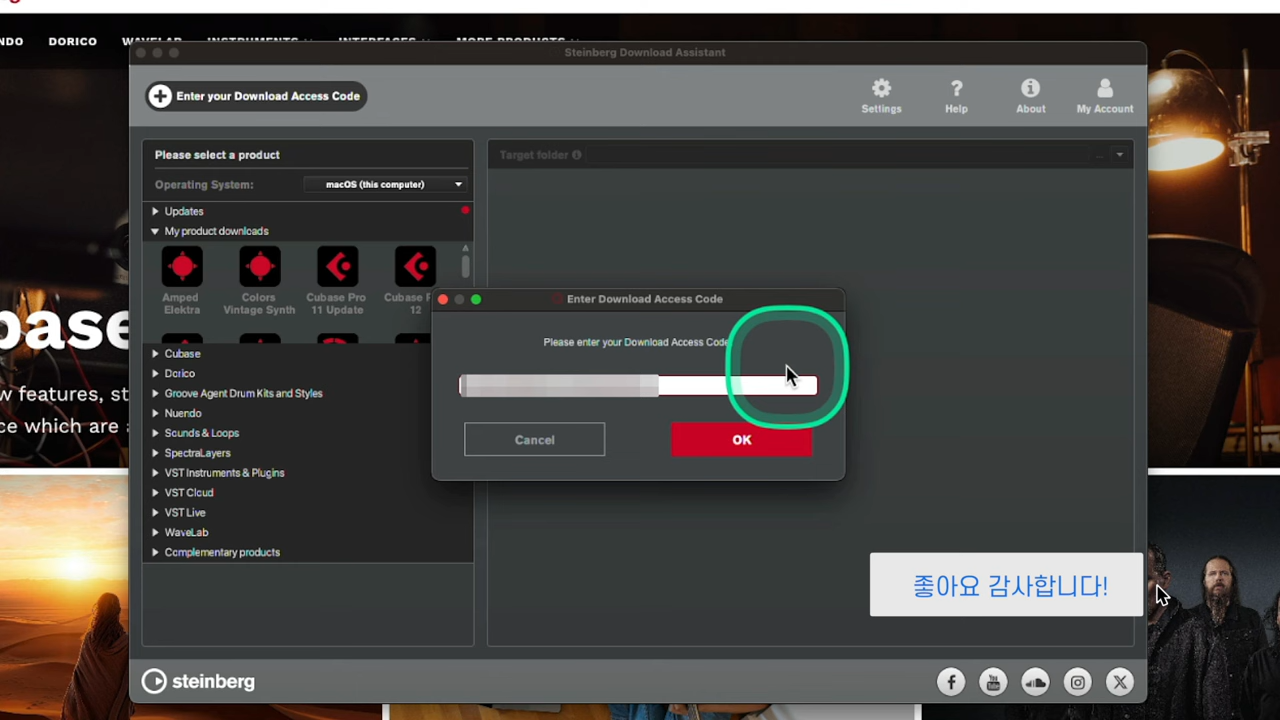 DORICO
Steinberg Download Assistant
Enter your Download Access Code
Settings
Help
About
My Account
Please select a product
Target folder
Operating System:
macOS (this computer)
Updates
My product downloads
Amped
Elektra
Colors
Vintage Synth
Cubase Pro
11 Update
Cubase
12
Enter Download Access Code
Please enter your Download Access Code
Cancel
OK
Cubase
Dorico
Groove Agent Drum Kits and Styles
Nuendo
Sounds & Loops
SpectraLayers
VST Instruments & Plugins
VST Cloud
VST Live
WaveLab
Complementary products
base
w features, st
ce which are
좋아요 감사합니다!
steinberg